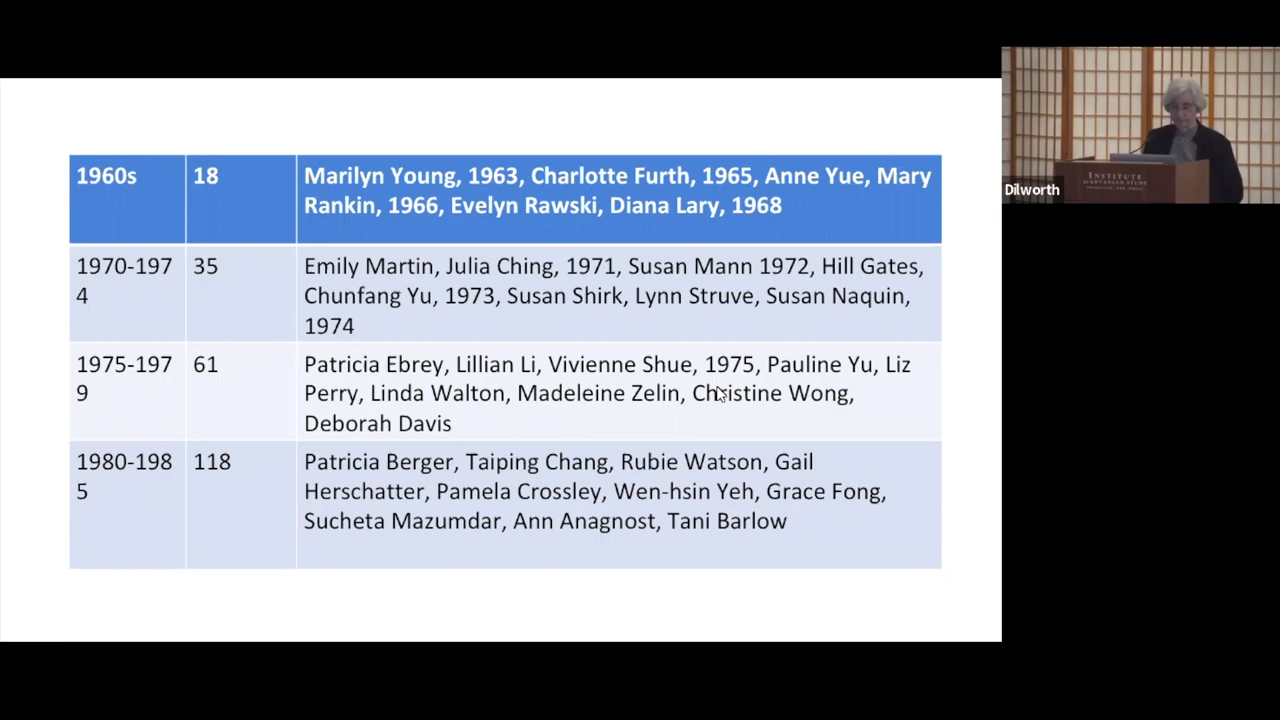 1960s
18
Marilyn Young, 1963, Charlotte Furth, 1965, Anne Yue, Mary
Rankin, 1966, Evelyn Rawski, Diana Lary, 1968
1970-197
4
35
Emily Martin, Julia Ching, 1971, Susan Mann 1972, Hill Gates,
Chunfang Yu, 1973, Susan Shirk, Lynn Struve, Susan Naquin,
1974
1975-197
9
61
Patricia Ebrey, Lillian Li, Vivienne Shue, 1975, Pauline Yu, Liz
Perry, Linda Walton, Madeleine Zelin, Christine Wong,
Deborah Davis
1980-198
5
118
Patricia Berger, Taiping Chang, Rubie Watson, Gail
Herschatter, Pamela Crossley, Wen-hsin Yeh, Grace Fong,
Sucheta Mazumdar, Ann Anagnost, Tani Barlow
INSTITUTE
for ADVANCED STUDY
Dilworth